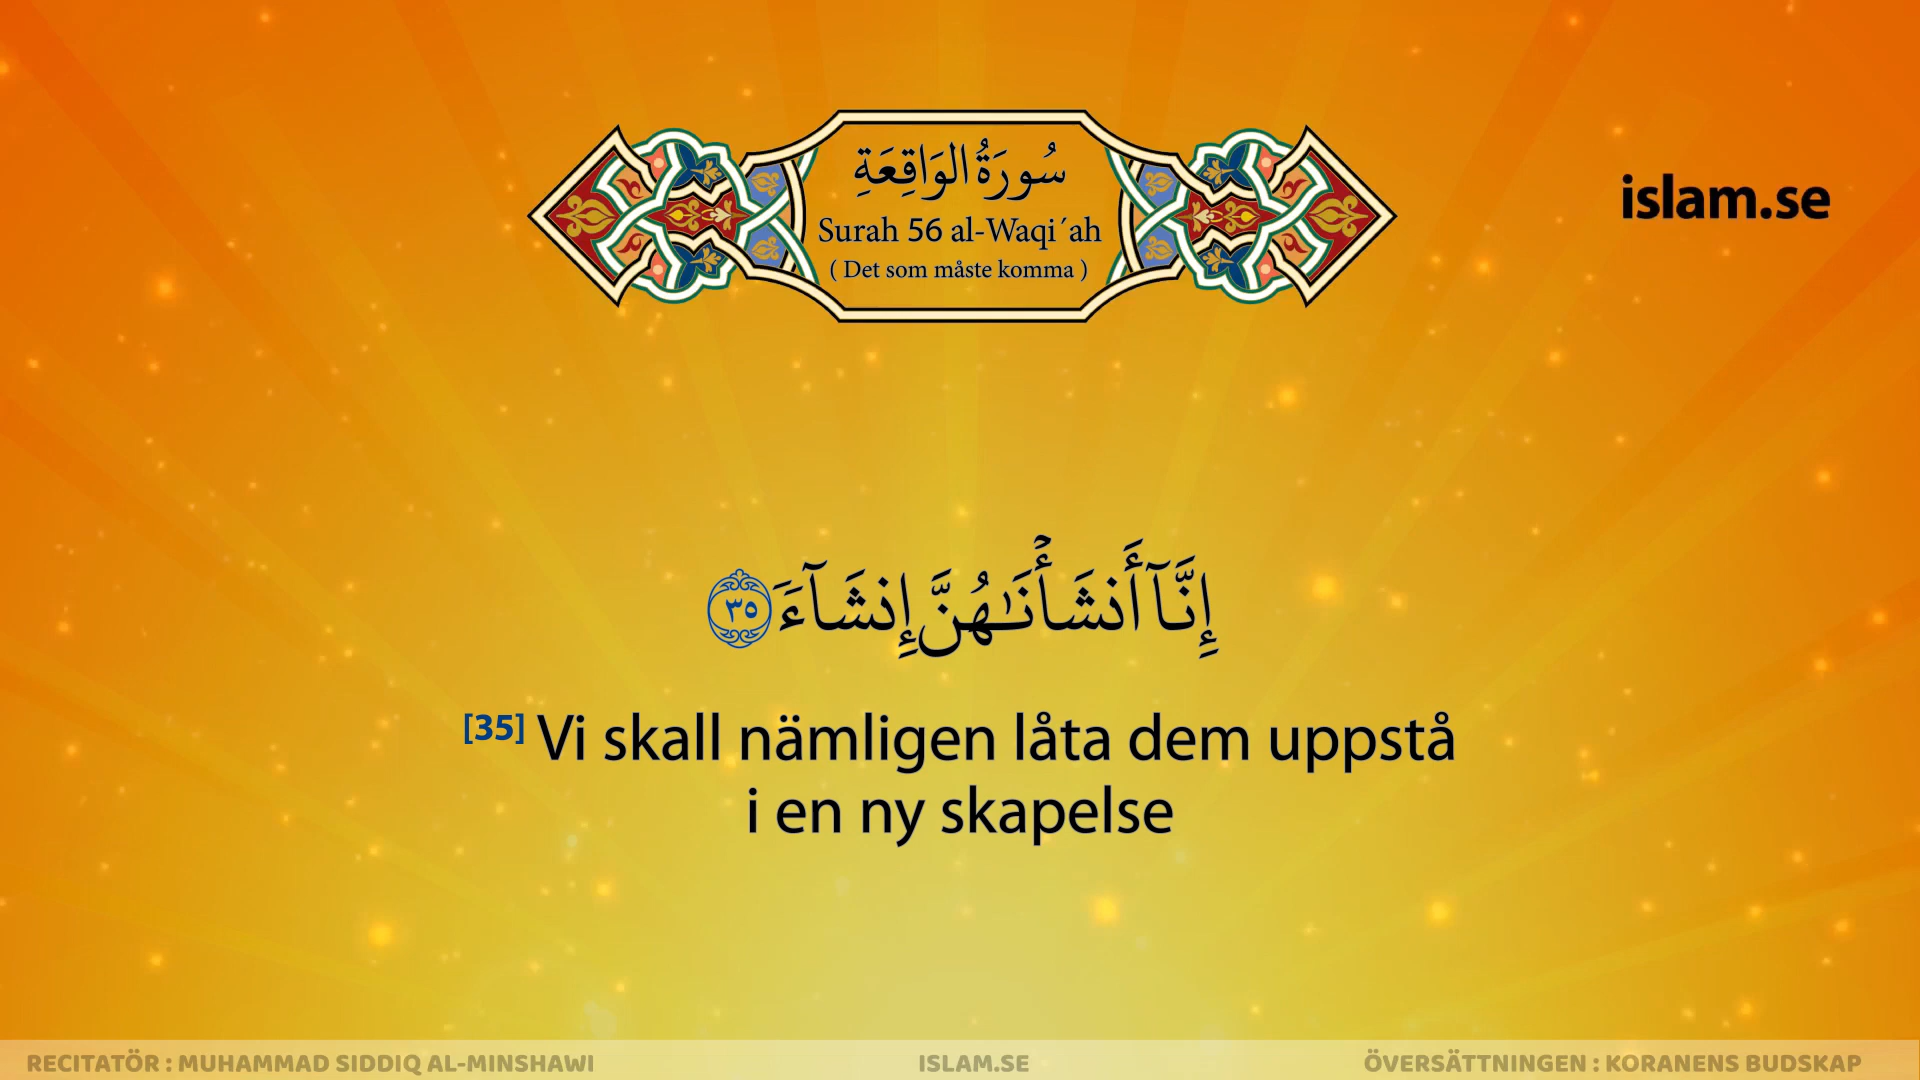 سُورَةُ الوَاقِعَةِ
Surah 56 al-Waqi´ah
( Det som måste komma )
islam.se
إِنَّآ أَنشَأْنَـٰهُنَّ إِنشَآءً ٣٥
[35] Vi skall nämligen låta dem uppstå
i en ny skapelse
RECITATÖR : MUHAMMAD SIDDIQ AL-MINSHAWI
ISLAM.SE
ÖVERSÄTTNINGEN : KORANENS BUDSKAP